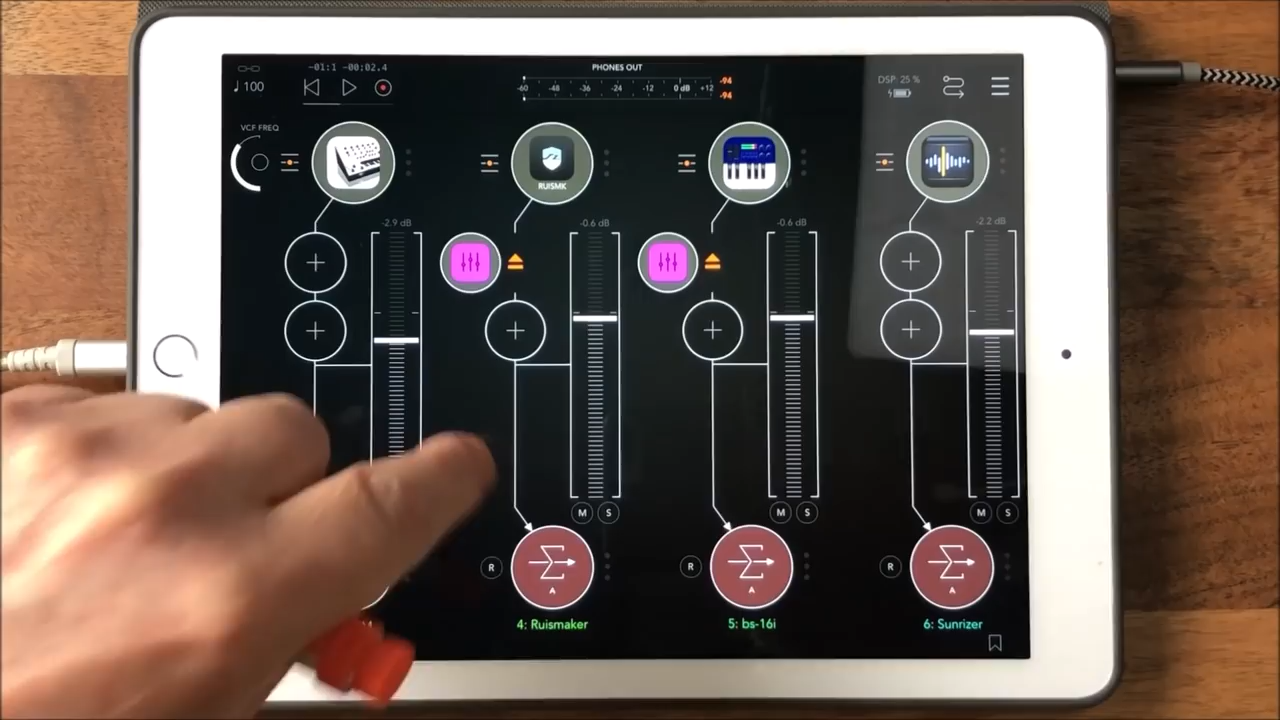 -01:1 -00:02.4
100
PHONES OUT
-60 -48 -36 -24 -12 0 dB +12
-94
-94
DSP: 25 %
VCF FREQ
RUISMK
-2.9 dB
-0.6 dB
-0.6 dB
-2.2 dB
M S
M S
M S
R
A
R
A
R
A
4: Ruismaker
5: bs-16i
6: Sunrizer